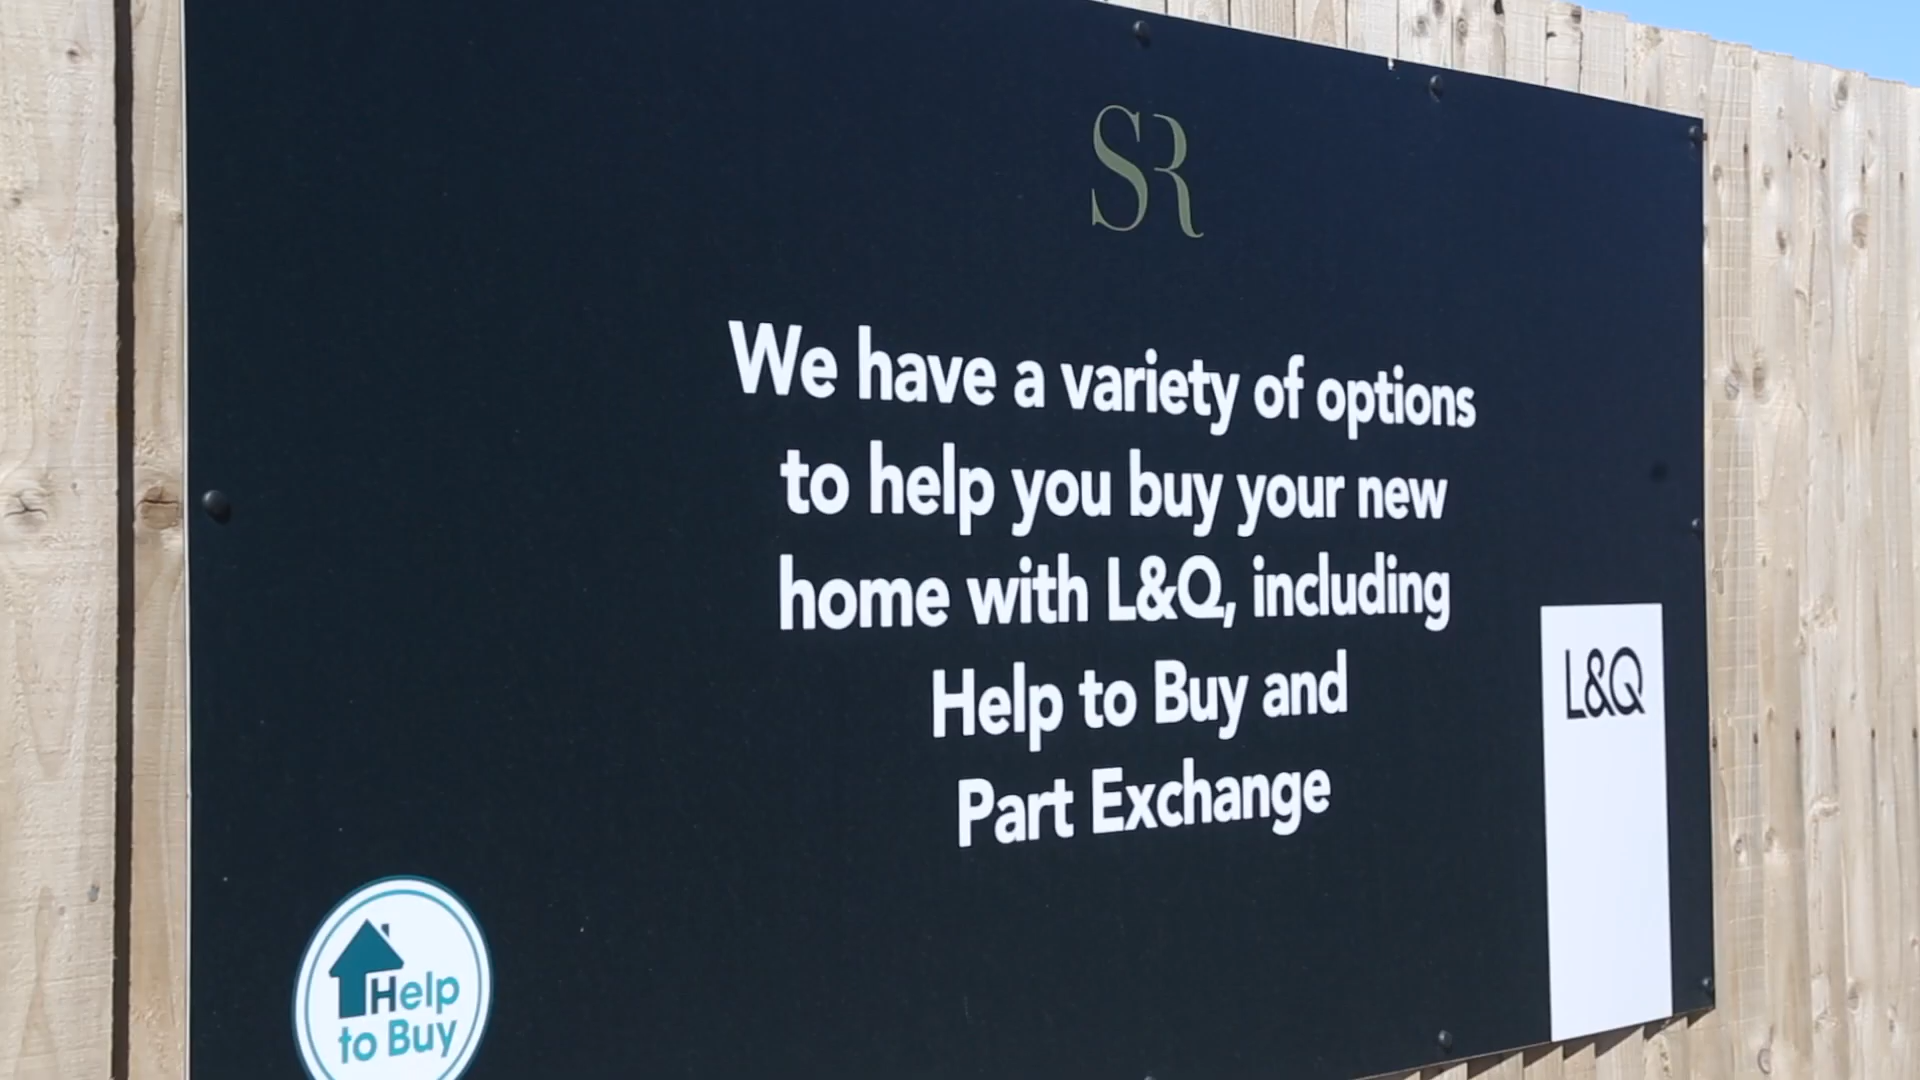 SR
We have a variety of options
to help you buy your new
home with L&Q, including
Help to Buy and
Part Exchange
L&Q
Help
to Buy